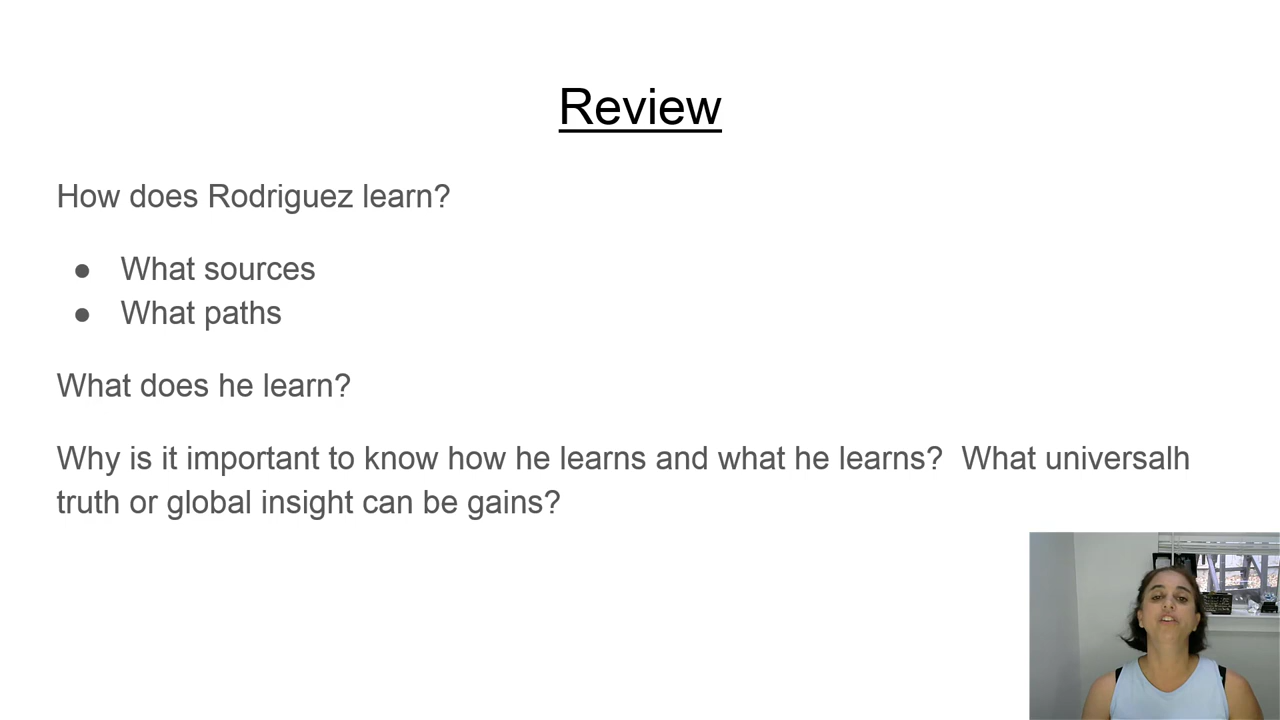 Review
How does Rodriguez learn?
● What sources
● What paths
What does he learn?
Why is it important to know how he learns and what he learns?  What universalh
truth or global insight can be gains?